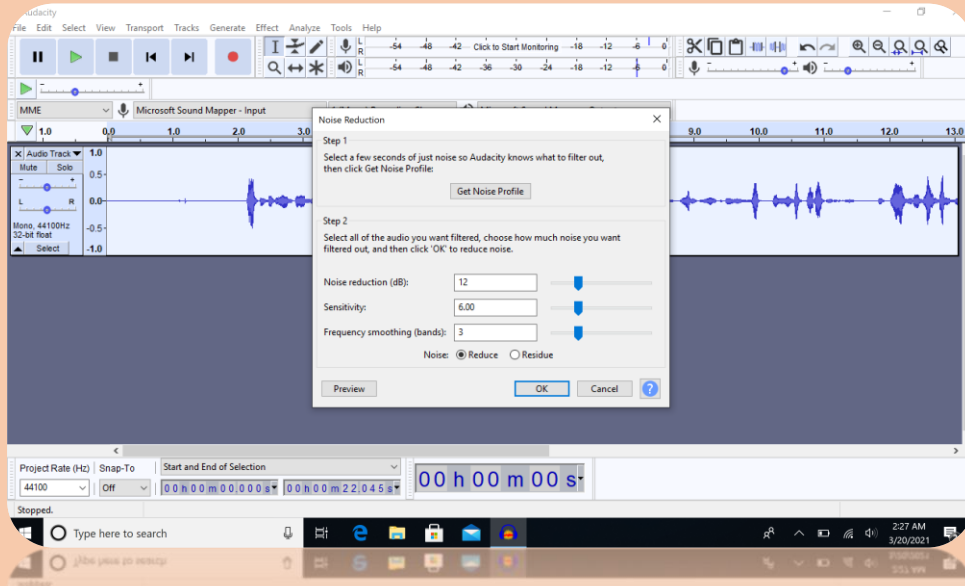 Audacity
File Edit Select View Transport Tracks Generate Effect Analyze Tools Help
L R -54 -48 -42 Click to Start Monitoring -18 -12 -6 0
L R -54 -48 -42 -36 -30 -24 -18 -12 -6 0
MME Microsoft Sound Mapper - Input
1.0 0.0 1.0 2.0 3.0 9.0 10.0 11.0 12.0 13.0
Audio Track 1.0
Mute Solo 0.5
- + 0.0
L R
Mono, 44100Hz -0.5
32-bit float
Select -1.0
Noise Reduction
Step 1
Select a few seconds of just noise so Audacity knows what to filter out,
then click Get Noise Profile:
Get Noise Profile
Step 2
Select all of the audio you want filtered, choose how much noise you want
filtered out, and then click 'OK' to reduce noise.
Noise reduction (dB): 12
Sensitivity: 6.00
Frequency smoothing (bands): 3
Noise: Reduce Residue
Preview OK Cancel ?
Project Rate (Hz) Snap-To Start and End of Selection
44100 Off 00h00m00.000s 00h00m22.045s 00 h 00 m 00 s
Stopped.
Type here to search 2:27 AM
3/20/2021